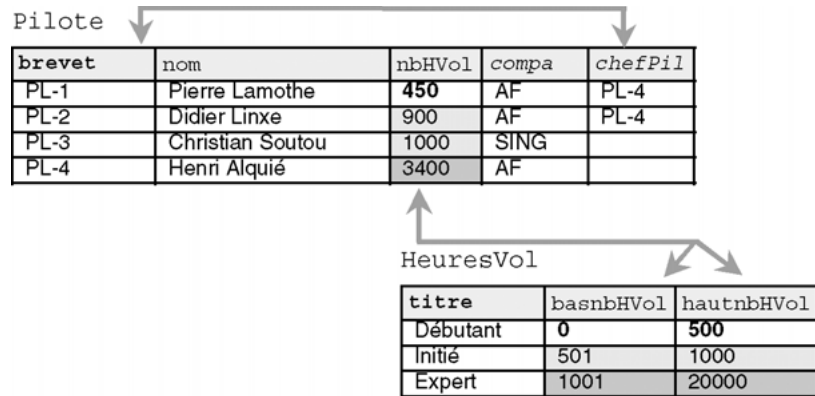 Pilote
brevet nom nbHVol compa chefPil
PL-1 Pierre Lamothe 450 AF PL-4
PL-2 Didier Linxe 900 AF PL-4
PL-3 Christian Soutou 1000 SING
PL-4 Henri Alquié 3400 AF
HeuresVol
titre basnbHVol hautnbHVol
Débutant 0 500
Initié 501 1000
Expert 1001 20000